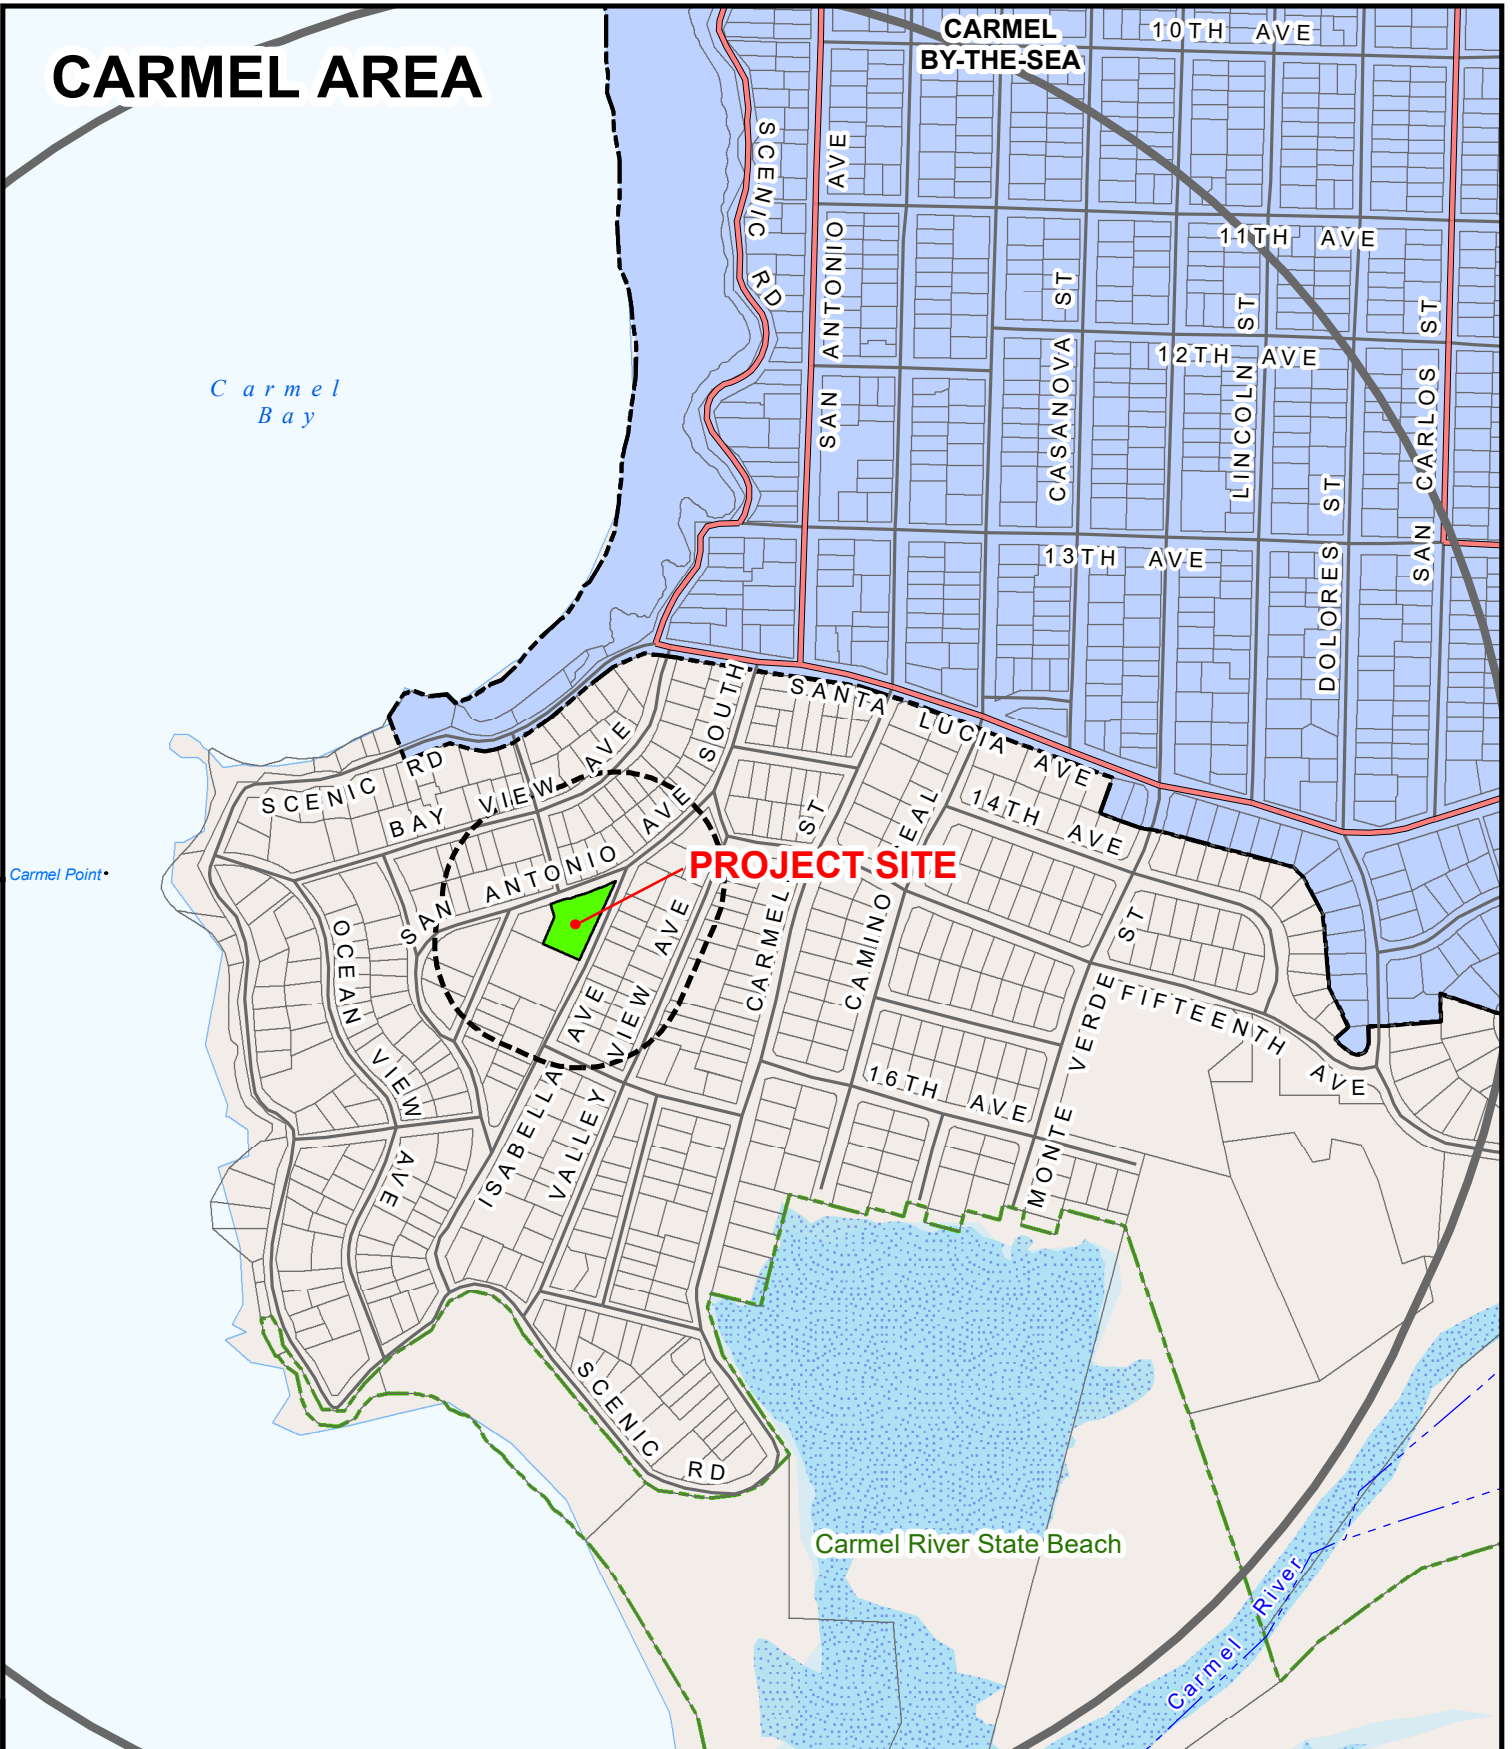 CARMEL AREA
CARMEL
BY-THE-SEA
10TH AVE
SCENIC RD
SAN ANTONIO AVE
11TH AVE
CASANOVA ST
LINCOLN ST
12TH AVE
SAN CARLOS ST
DOLORES ST
13TH AVE
Carmel
Bay
SANTA LUCIA AVE
SCENIC RD
BAY VIEW AVE
SAN ANTONIO AVE SOUTH
14TH AVE
PROJECT SITE
Carmel Point
OCEAN VIEW AVE
ISABELLA AVE
VALLEY VIEW AVE
CARMEL ST
CAMINO EAL
MONTE VERDE ST
FIFTEENTH AVE
16TH AVE
SCENIC RD
Carmel River State Beach
Carmel River